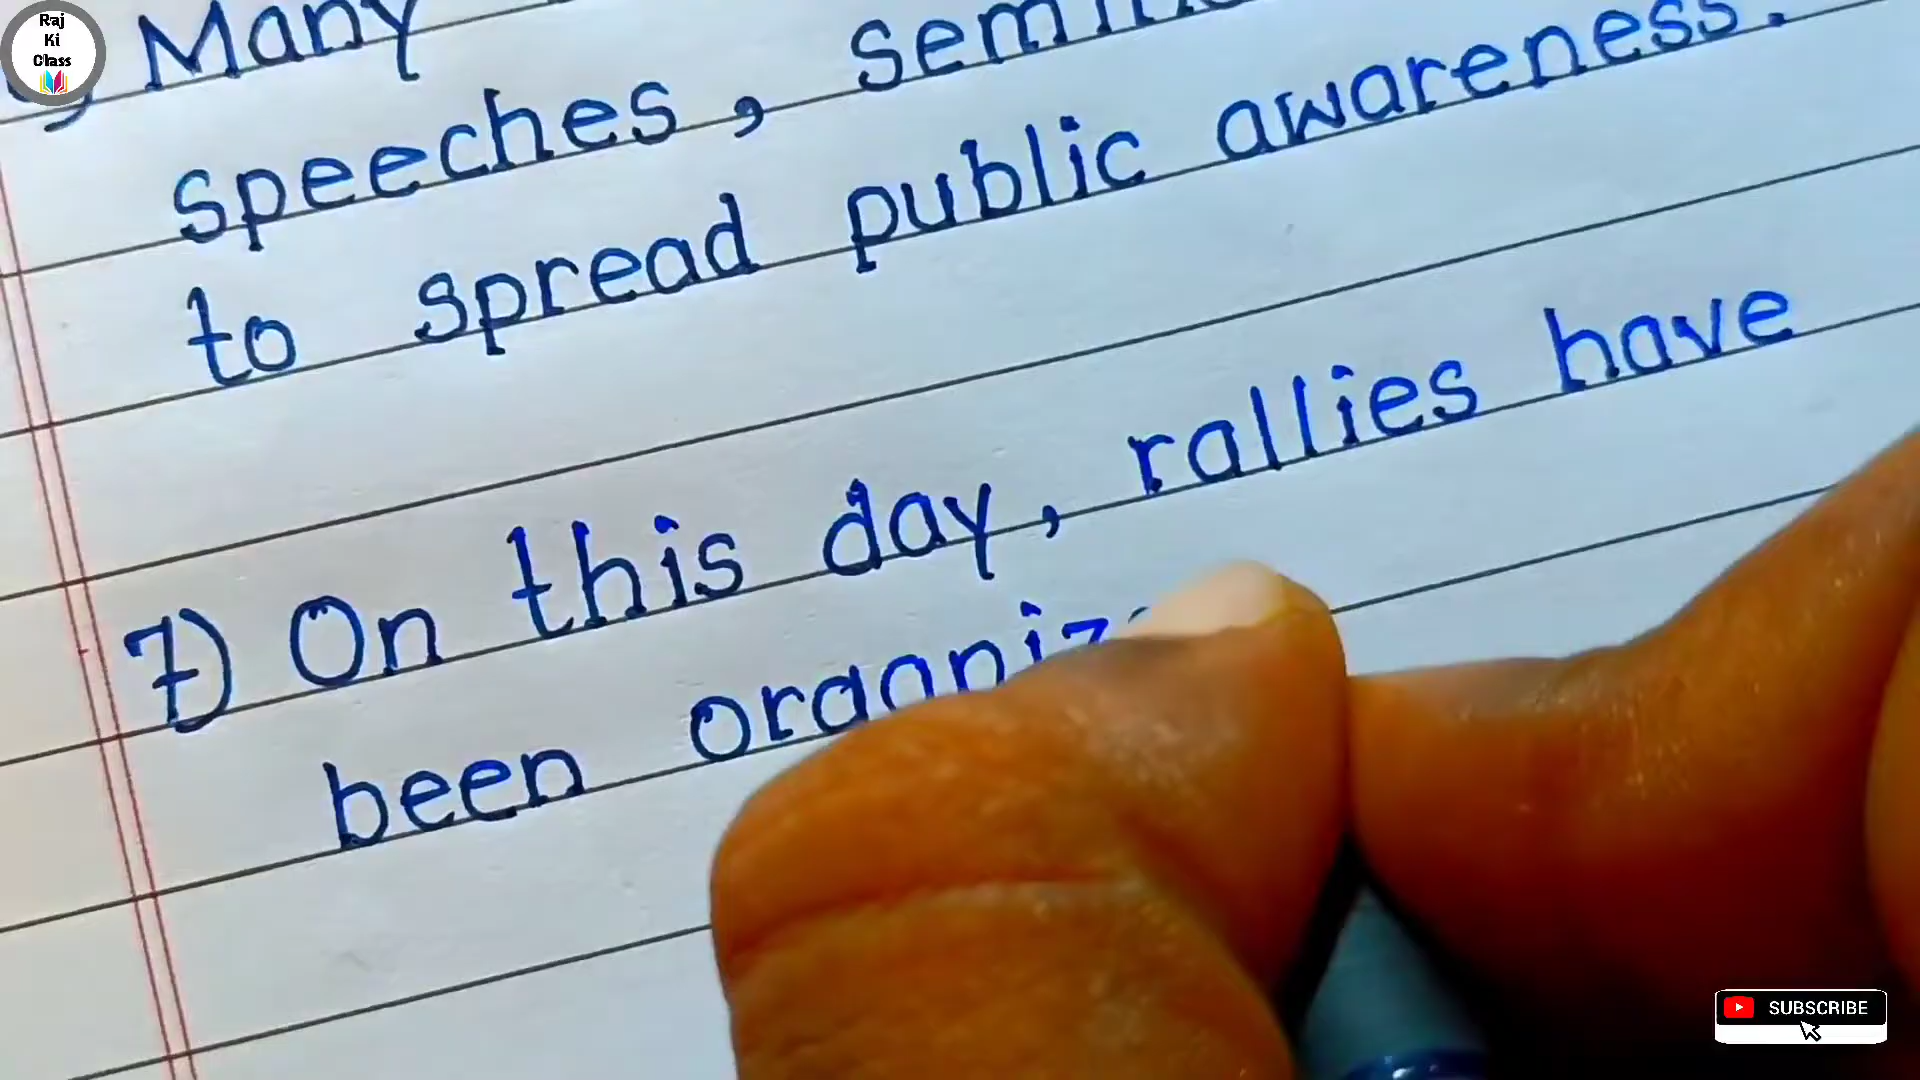 Raj
Ki
Class
Many
speeches,
to spread public awareness.
7) On this day, rallies have
been
SUBSCRIBE